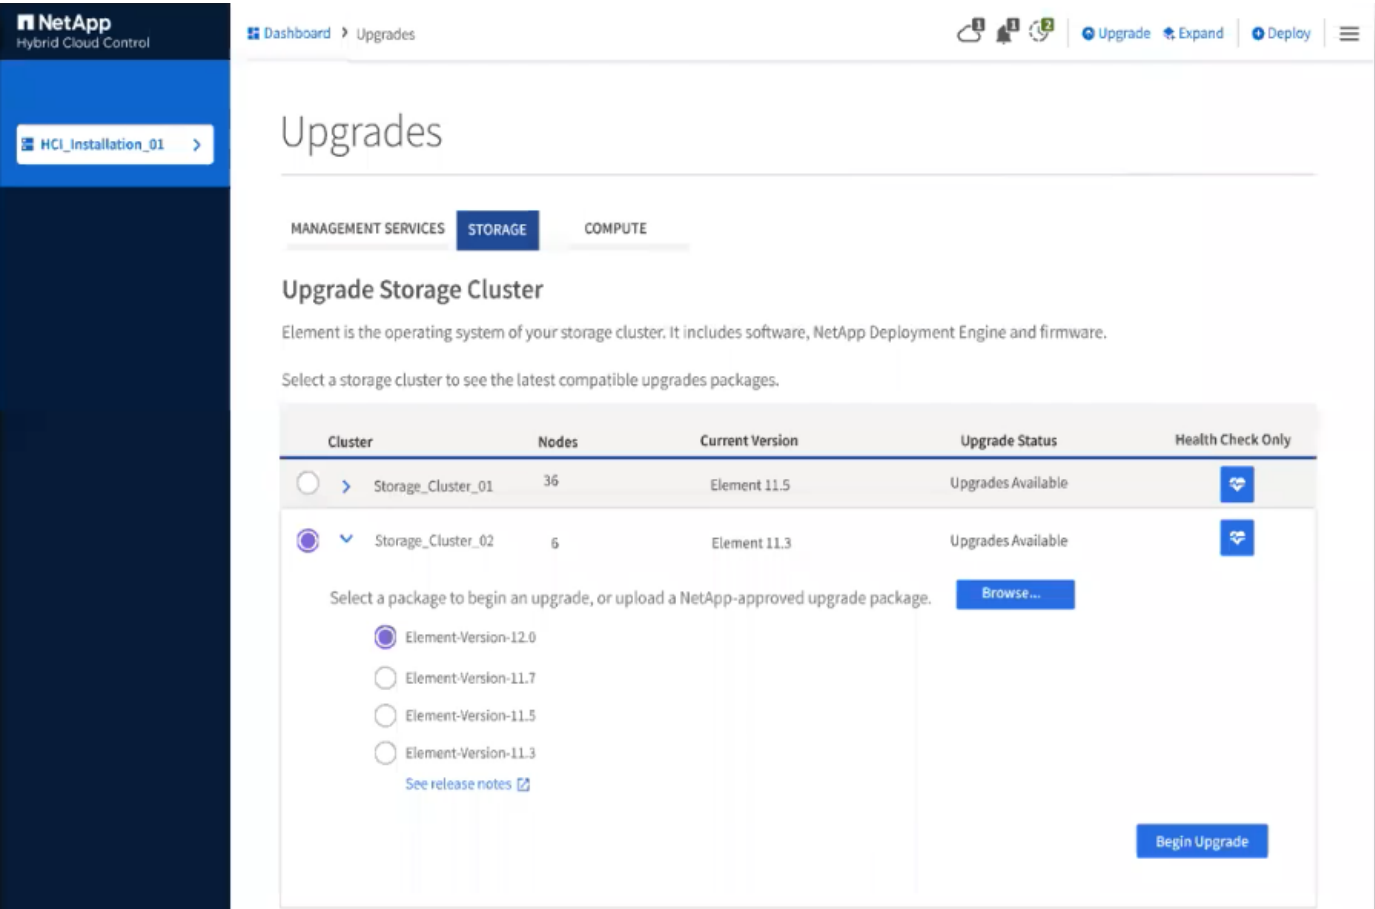 NetApp
Hybrid Cloud Control
Dashboard > Upgrades
1 1 2
Upgrade Expand Deploy
HCI_Installation_01
Upgrades
MANAGEMENT SERVICES STORAGE COMPUTE
Upgrade Storage Cluster
Element is the operating system of your storage cluster. It includes software, NetApp Deployment Engine and firmware.
Select a storage cluster to see the latest compatible upgrades packages.
Cluster Nodes Current Version Upgrade Status Health Check Only
Storage_Cluster_01 36 Element 11.5 Upgrades Available
Storage_Cluster_02 6 Element 11.3 Upgrades Available
Select a package to begin an upgrade, or upload a NetApp-approved upgrade package. Browse...
Element-Version-12.0
Element-Version-11.7
Element-Version-11.5
Element-Version-11.3
See release notes
Begin Upgrade